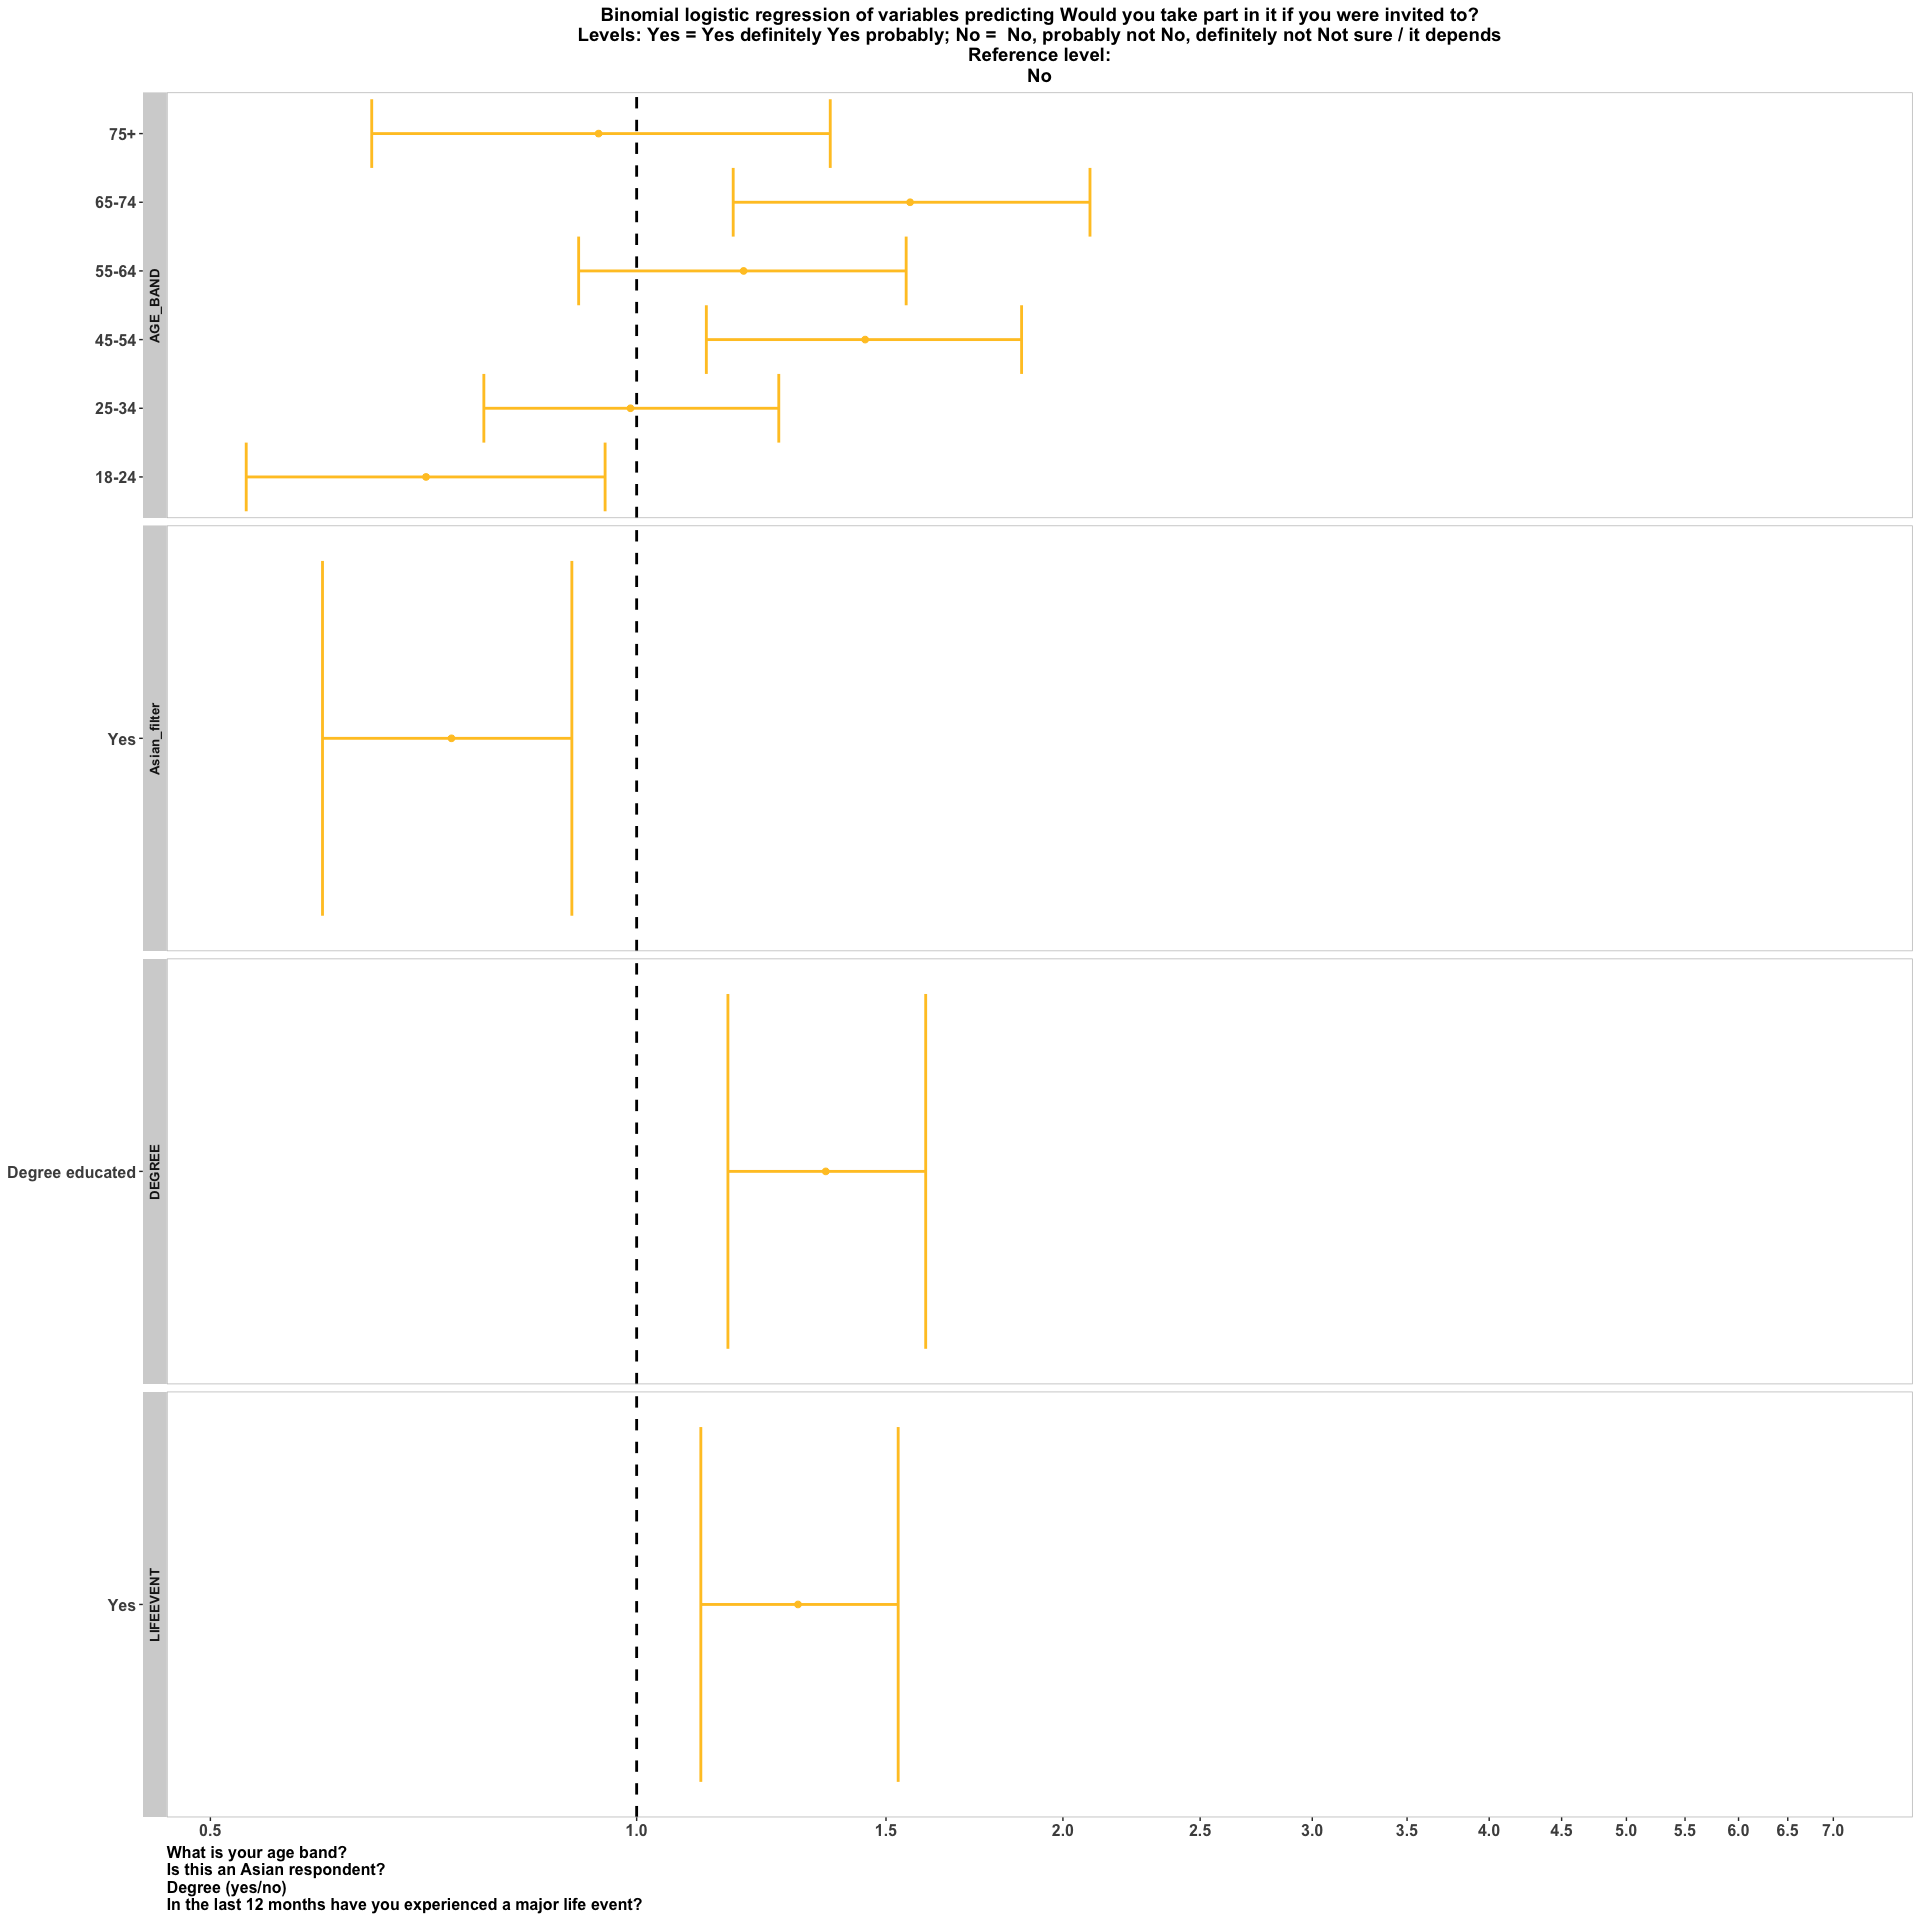 Binomial logistic regression of variables predicting Would you take part in it if you were invited to?
Levels: Yes = Yes definitely Yes probably; No =  No, probably not No, definitely not Not sure / it depends
Reference level:
No
75+
65-74
55-64
45-54
25-34
18-24
AGE_BAND
Yes
Asian_filter
Degree educated
DEGREE
Yes
LIFEEVENT
0.5 1.0 1.5 2.0 2.5 3.0 3.5 4.0 4.5 5.0 5.5 6.0 6.5 7.0
What is your age band?
Is this an Asian respondent?
Degree (yes/no)
In the last 12 months have you experienced a major life event?